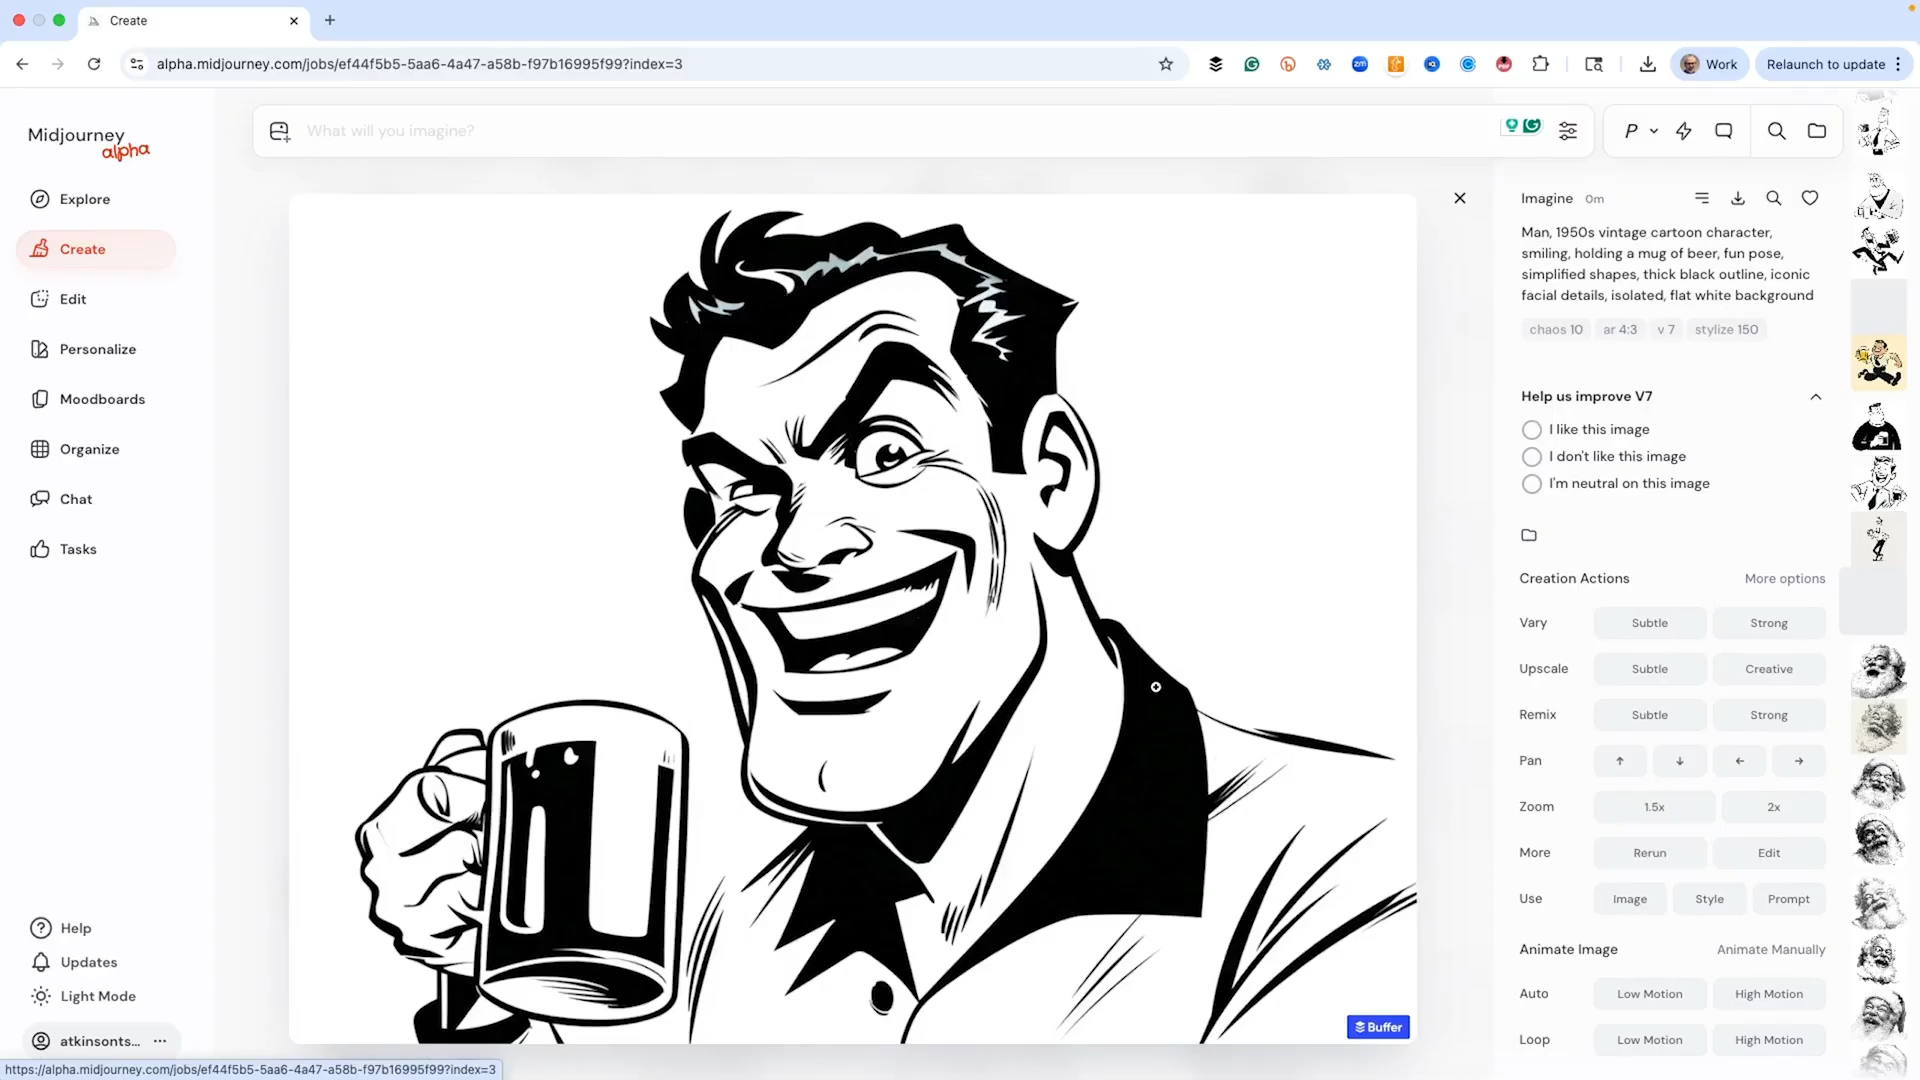 Create
alpha.midjourney.com/jobs/ef44f5b5-5aa6-4a47-a58b-f97b16995f99?index=3
Work
Relaunch to update
Midjourney
alpha
What will you imagine?
Explore
Create
Edit
Personalize
Moodboards
Organize
Chat
Tasks
Help
Updates
Light Mode
atkinsonts...
https://alpha.midjourney.com/jobs/ef44f5b5-5aa6-4a47-a58b-f97b16995f99?index=3
Buffer
Imagine 0m
Man, 1950s vintage cartoon character,
smiling, holding a mug of beer, fun pose,
simplified shapes, thick black outline, iconic
facial details, isolated, flat white background
chaos 10 ar 4:3 v 7 stylize 150
Help us improve V7
I like this image
I don't like this image
I'm neutral on this image
Creation Actions More options
Vary Subtle Strong
Upscale Subtle Creative
Remix Subtle Strong
Pan
Zoom 1.5x 2x
More Rerun Edit
Use Image Style Prompt
Animate Image Animate Manually
Auto Low Motion High Motion
Loop Low Motion High Motion